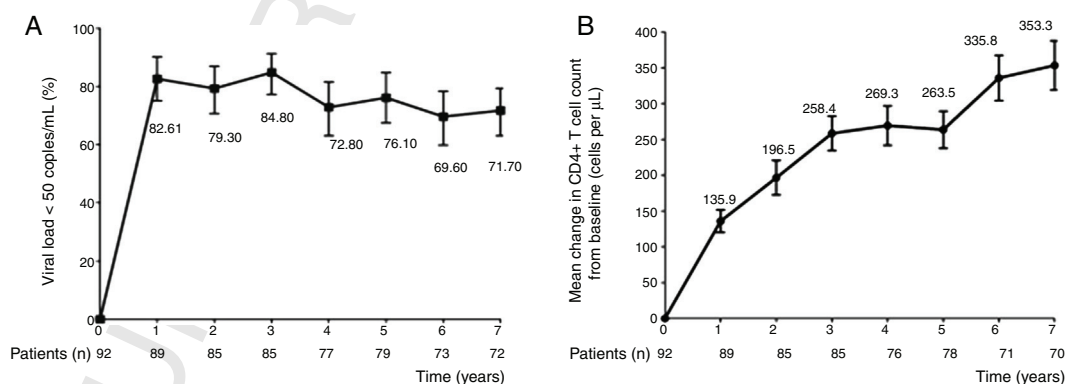 A
Viral load < 50 coples/mL (%)
100
80
60
40
20
0
82.61
79.30
84.80
72.80
76.10
69.60
71.70
0 1 2 3 4 5 6 7
Patients (n) 92 89 85 85 77 79 73 72
Time (years)
B
Mean change in CD4+ T cell count
from baseline (cells per µL)
400
350
300
250
200
150
100
50
0
135.9
196.5
258.4
269.3
263.5
335.8
353.3
0 1 2 3 4 5 6 7
Patients (n) 92 89 85 85 76 78 71 70
Time (years)